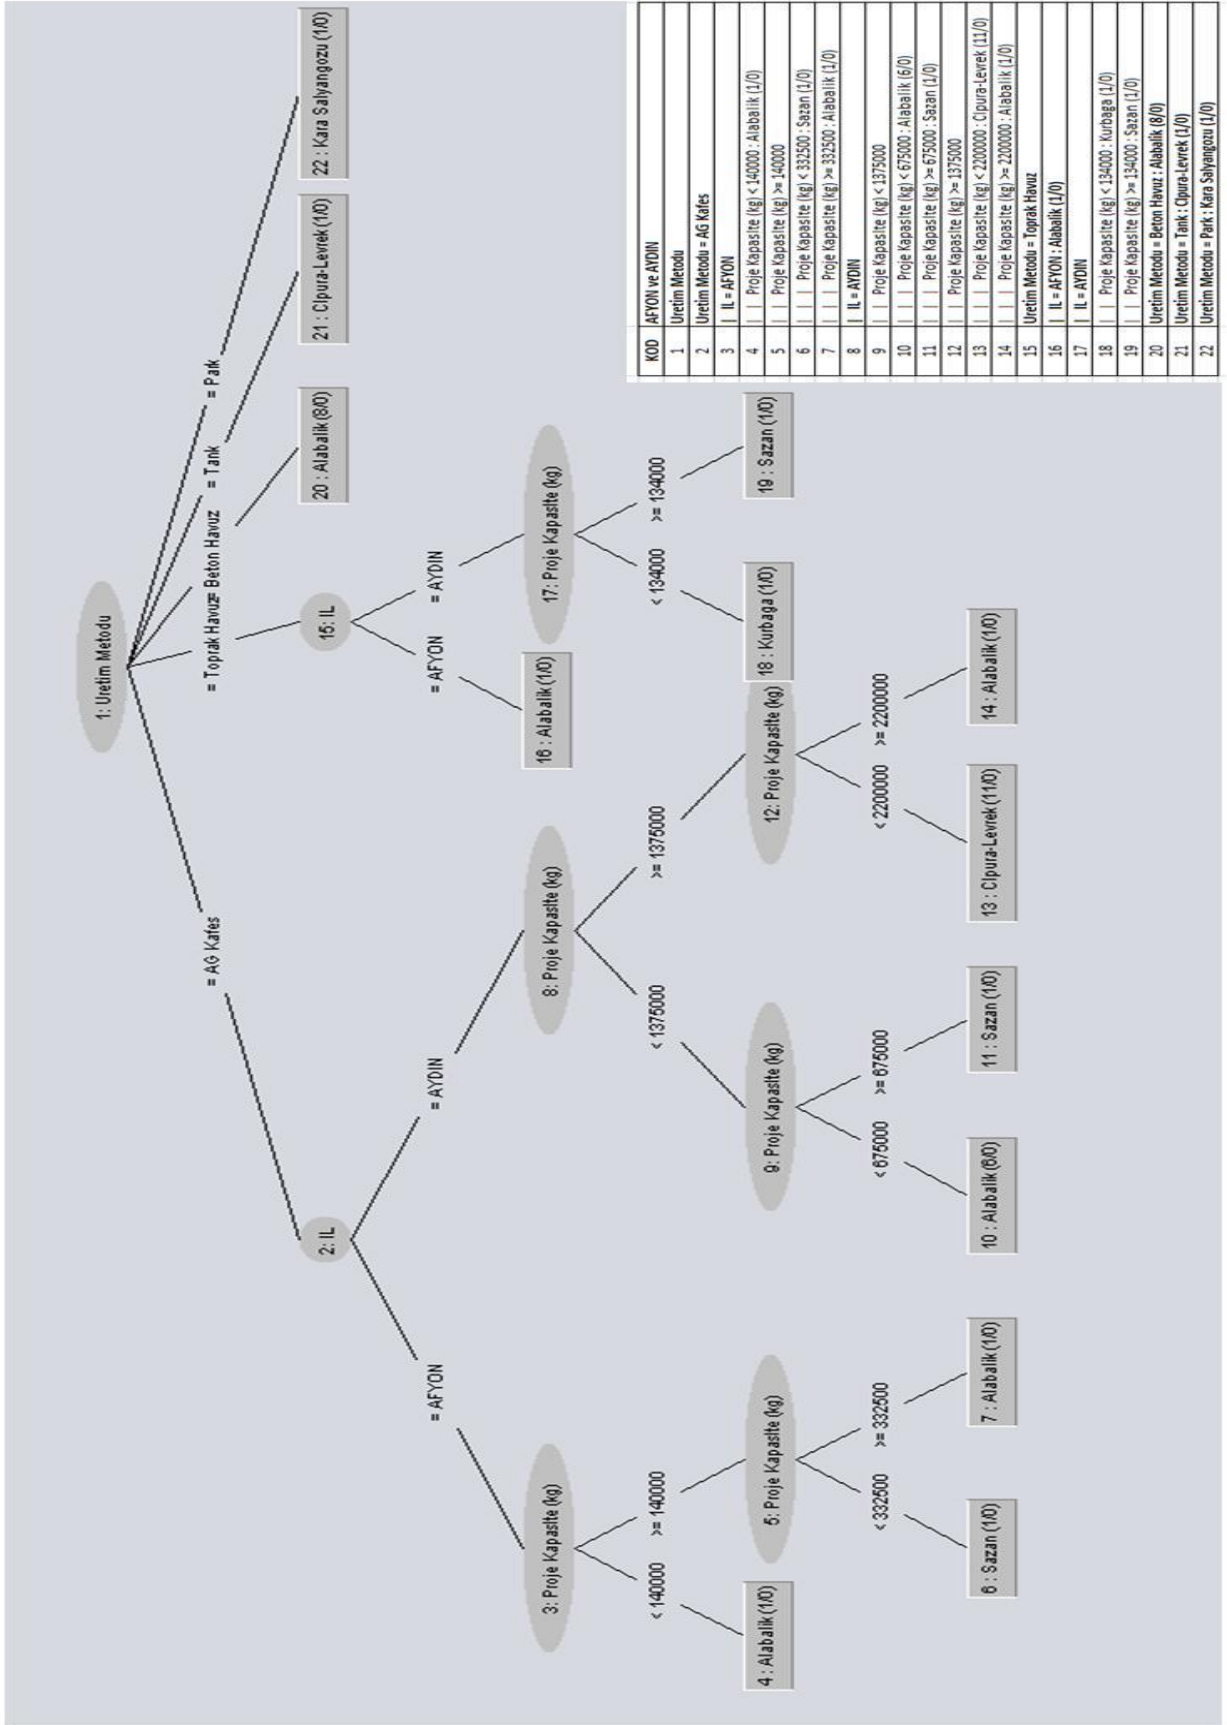 1: Uretim Metodu
= AG Kafes
= Toprak Havuz
= Beton Havuz
= Tank
= Park
2: IL
15: IL
20 : Alabalik (8/0)
21 : Cipura-Levrek (1/0)
22 : Kara Salyangozu (1/0)
= AFYON
= AYDIN
= AFYON
= AYDIN
3: Proje Kapasite (kg)
8: Proje Kapasite (kg)
16 : Alabalik (1/0)
17: Proje Kapasite (kg)
< 140000
>= 140000
< 1375000
>= 1375000
< 134000
>= 134000
4 : Alabalik (1/0)
5: Proje Kapasite (kg)
9: Proje Kapasite (kg)
12: Proje Kapasite (kg)
18 : Kurbaga (1/0)
19 : Sazan (1/0)
< 332500
>= 332500
< 675000
>= 675000
< 2200000
>= 2200000
6 : Sazan (1/0)
7 : Alabalik (1/0)
10 : Alabalik (6/0)
11 : Sazan (1/0)
13 : Cipura-Levrek (11/0)
14 : Alabalik (1/0)
KOD AFYON ve AYDIN
1 Uretim Metodu
2 Uretim Metodu = AG Kafes
3 | IL = AFYON
4 | | Proje Kapasite (kg) < 140000 : Alabalik (1/0)
5 | | Proje Kapasite (kg) >= 140000
6 | | | Proje Kapasite (kg) < 332500 : Sazan (1/0)
7 | | | Proje Kapasite (kg) >= 332500 : Alabalik (1/0)
8 | IL = AYDIN
9 | | Proje Kapasite (kg) < 1375000
10 | | | Proje Kapasite (kg) < 675000 : Alabalik (6/0)
11 | | | Proje Kapasite (kg) >= 675000 : Sazan (1/0)
12 | | Proje Kapasite (kg) >= 1375000
13 | | | Proje Kapasite (kg) < 2200000 : Cipura-Levrek (11/0)
14 | | | Proje Kapasite (kg) >= 2200000 : Alabalik (1/0)
15 Uretim Metodu = Toprak Havuz
16 | IL = AFYON : Alabalik (1/0)
17 | IL = AYDIN
18 | | Proje Kapasite (kg) < 134000 : Kurbaga (1/0)
19 | | Proje Kapasite (kg) >= 134000 : Sazan (1/0)
20 Uretim Metodu = Beton Havuz : Alabalik (8/0)
21 Uretim Metodu = Tank : Cipura-Levrek (1/0)
22 Uretim Metodu = Park : Kara Salyangozu (1/0)